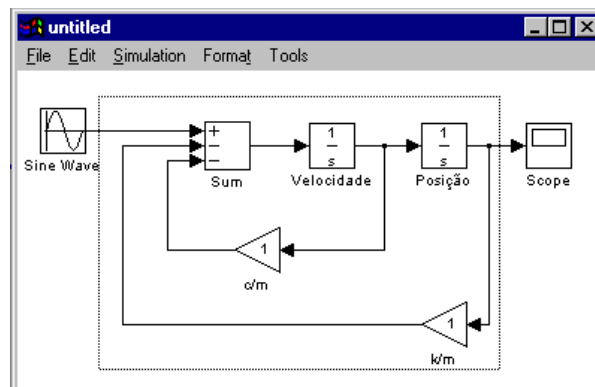 untitled
File Edit Simulation Format Tools
Sine Wave
+
−
−
Sum
1
s
Velocidade
1
s
Posição
Scope
1
c/m
1
k/m